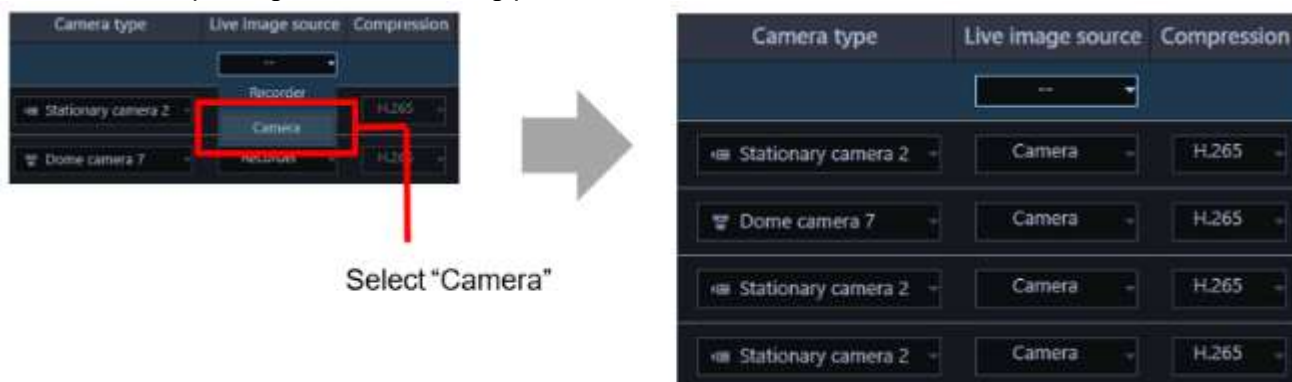 Camera type Live image source Compression
--
Recorder
Stationary camera 2 H.265
Camera
Dome camera 7 Recorder H.265
Select “Camera”
Camera type Live image source Compression
--
Stationary camera 2 Camera H.265
Dome camera 7 Camera H.265
Stationary camera 2 Camera H.265
Stationary camera 2 Camera H.265